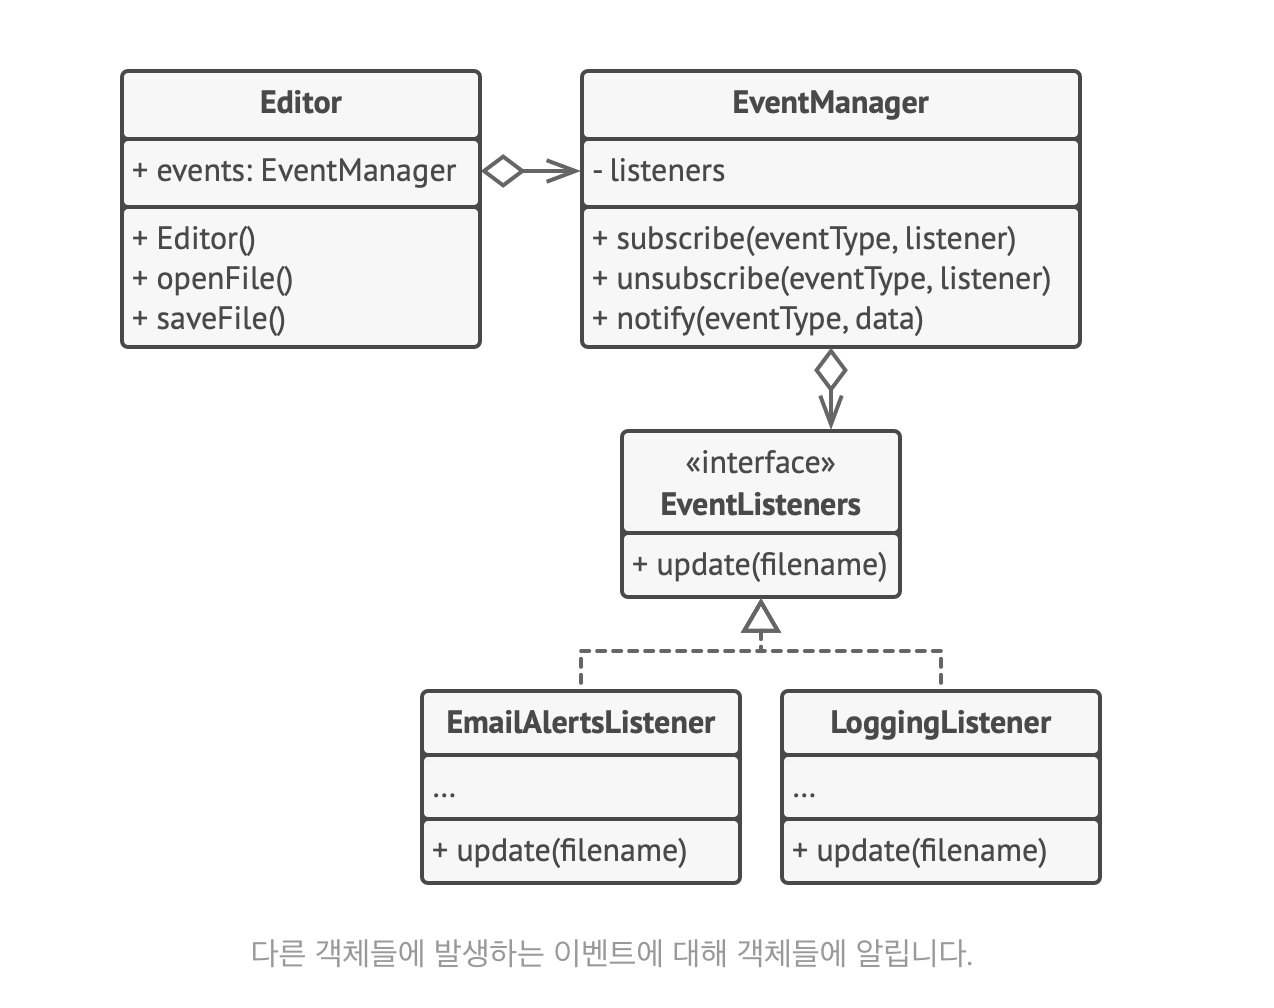 Editor
+ events: EventManager
+ Editor()
+ openFile()
+ saveFile()
EventManager
- listeners
+ subscribe(eventType, listener)
+ unsubscribe(eventType, listener)
+ notify(eventType, data)
«interface»
EventListeners
+ update(filename)
EmailAlertsListener
...
+ update(filename)
LoggingListener
...
+ update(filename)
다른 객체들에 발생하는 이벤트에 대해 객체들에 알립니다.